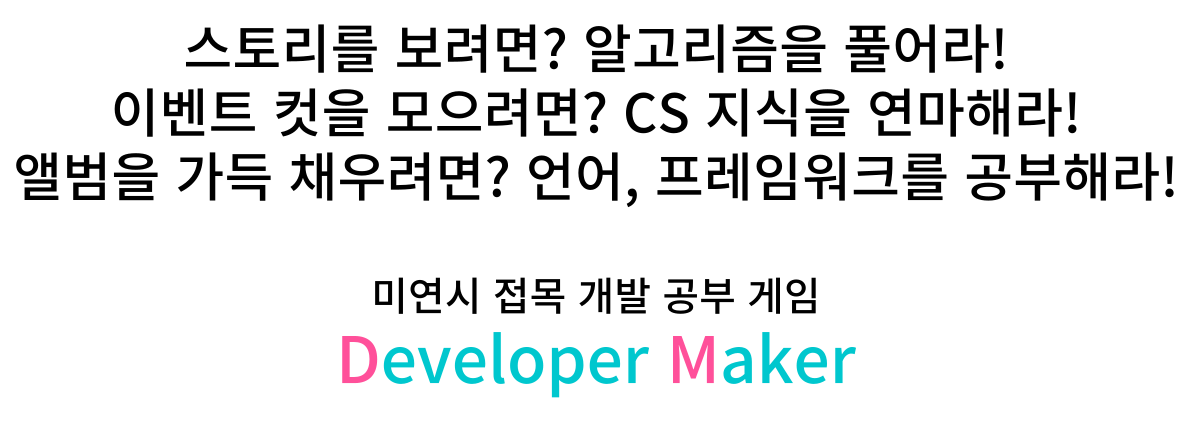 스토리를 보려면? 알고리즘을 풀어라!
이벤트 컷을 모으려면? CS 지식을 연마해라!
앨범을 가득 채우려면? 언어, 프레임워크를 공부해라!
미연시 접목 개발 공부 게임
Developer Maker